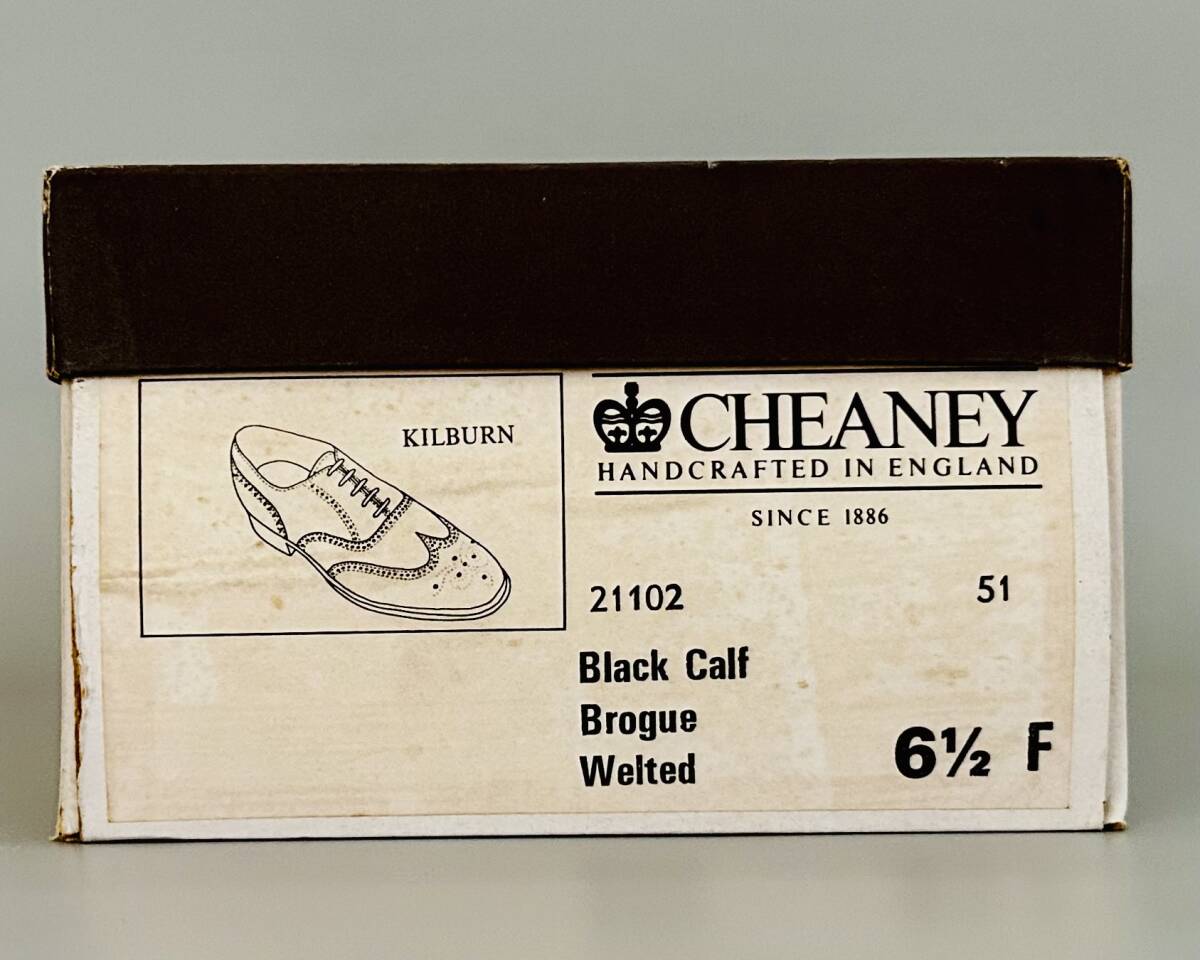 KILBURN
CHEANEY
HANDCRAFTED IN ENGLAND
SINCE 1886
21102 51
Black Calf
Brogue
Welted
6½ F